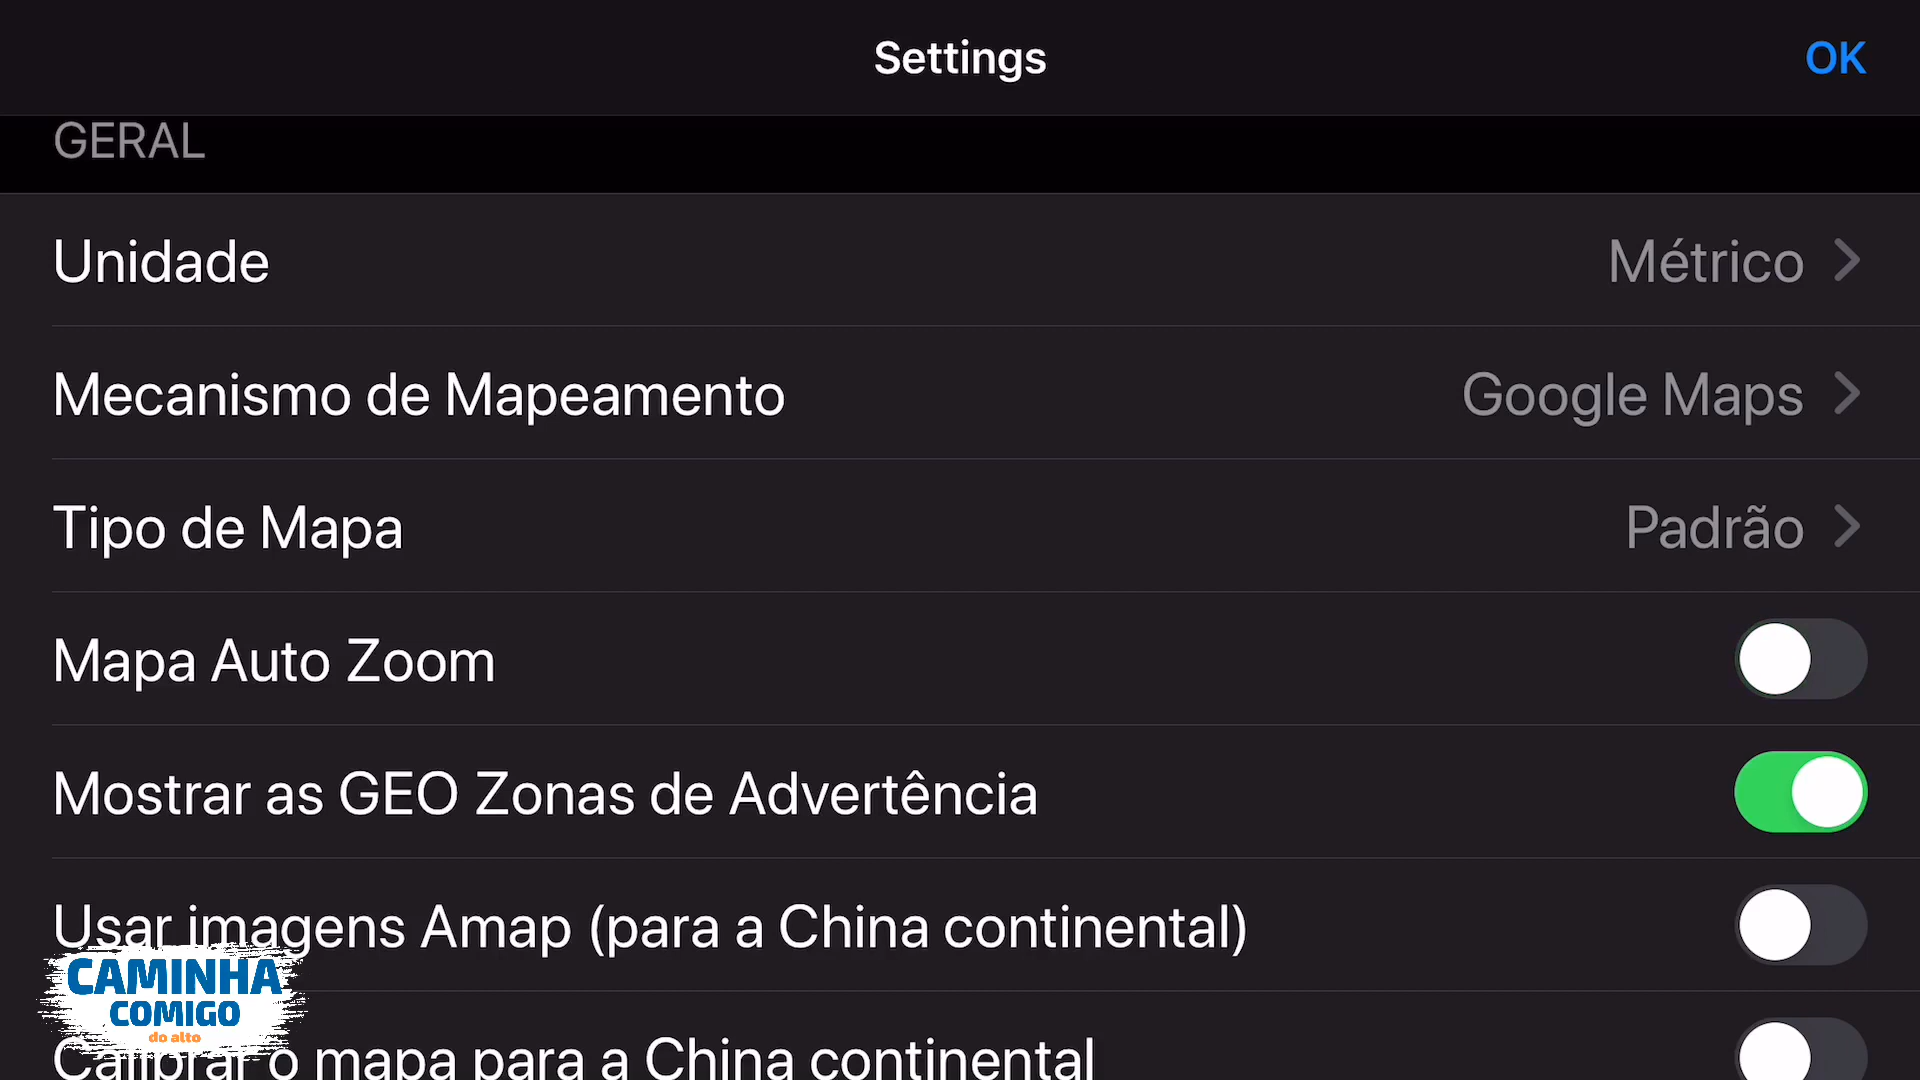 Settings
OK
GERAL
Unidade
Métrico
Mecanismo de Mapeamento
Google Maps
Tipo de Mapa
Padrão
Mapa Auto Zoom
Mostrar as GEO Zonas de Advertência
Usar imagens Amap (para a China continental)
CAMINHA
COMIGO
do alto
Calibrar o mapa para a China continental